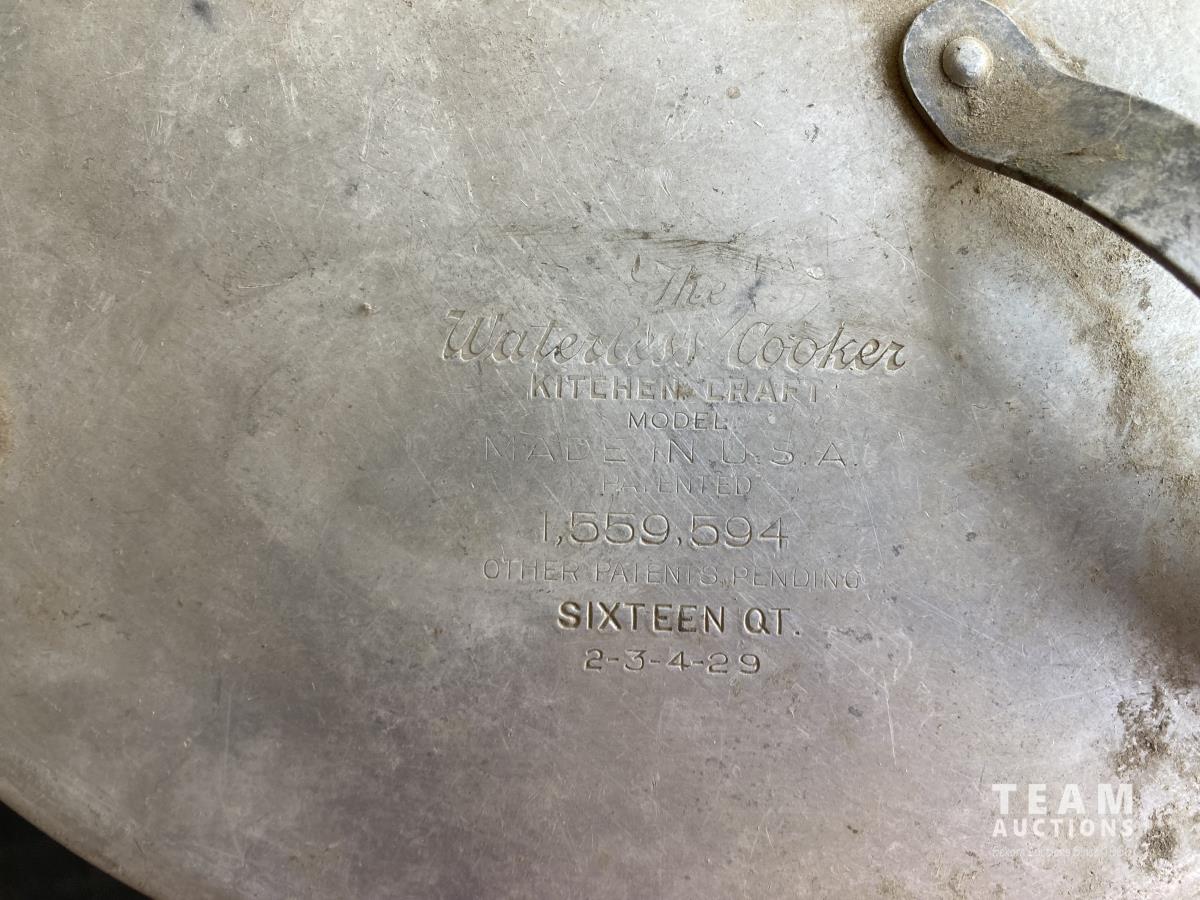 The
Waterless Cooker
KITCHEN CRAFT
MODEL
MADE IN U.S.A.
PATENTED
1,559,594
OTHER PATENTS PENDING
SIXTEEN QT.
2-3-4-29
TEAM
AUCTIONS